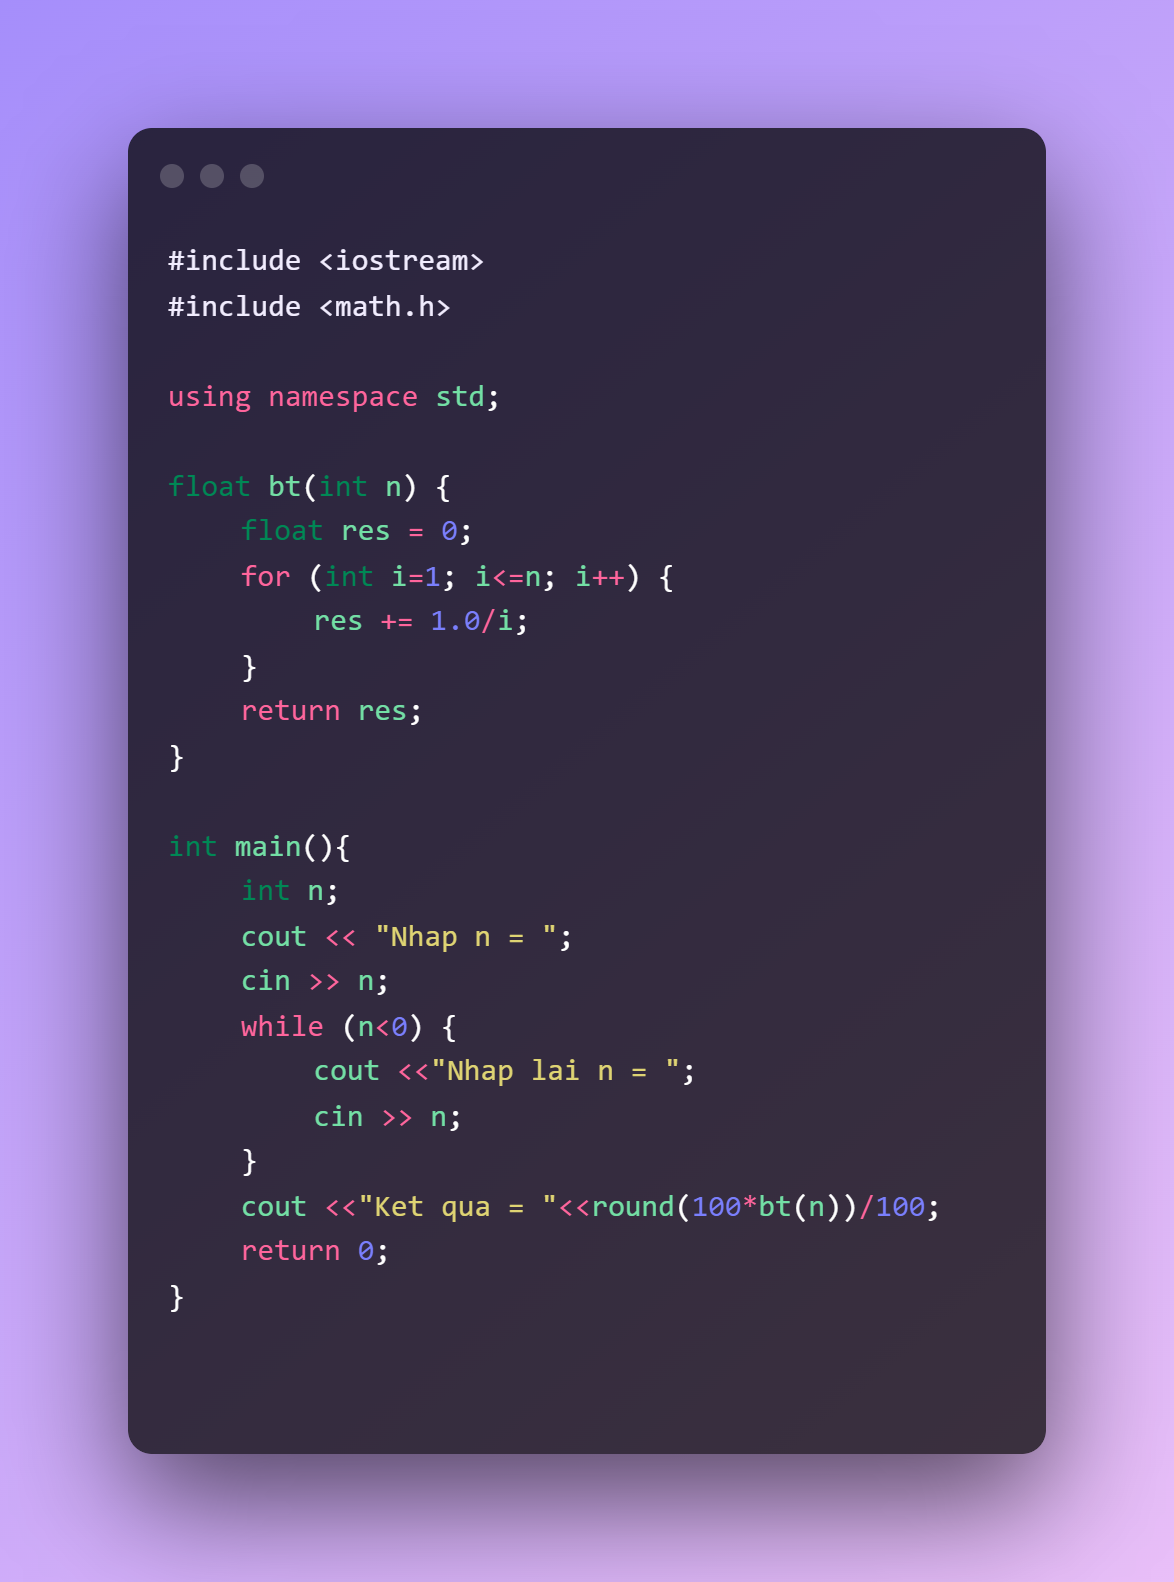 #include <iostream>
#include <math.h>
using namespace std;
float bt(int n) {
float res = 0;
for (int i=1; i<=n; i++) {
res += 1.0/i;
}
return res;
}
int main(){
int n;
cout << "Nhap n = ";
cin >> n;
while (n<0) {
cout <<"Nhap lai n = ";
cin >> n;
}
cout <<"Ket qua = "<<round(100*bt(n))/100;
return 0;
}